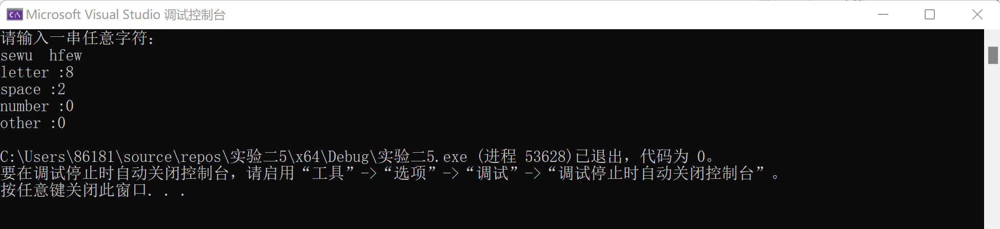 Microsoft Visual Studio 调试控制台
请输入一串任意字符：
sewu  hfew
letter :8
space :2
number :0
other :0
C:\Users\86181\source\repos\实验二5\x64\Debug\实验二5.exe (进程 53628)已退出，代码为 0。
要在调试停止时自动关闭控制台，请启用“工具”->“选项”->“调试”->“调试停止时自动关闭控制台”。
按任意键关闭此窗口. . .